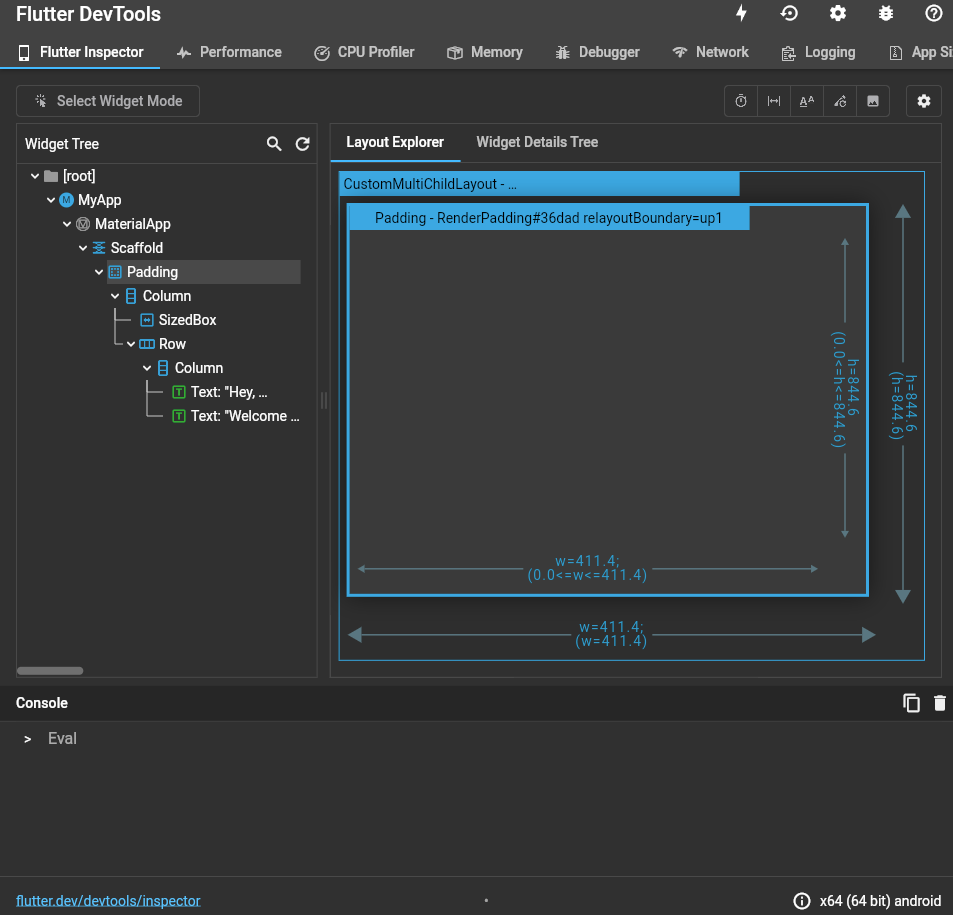 Flutter DevTools
Flutter Inspector Performance CPU Profiler Memory Debugger Network Logging App Si
Select Widget Mode
Widget Tree
[root]
M MyApp
MaterialApp
Scaffold
Padding
Column
SizedBox
Row
Column
T Text: "Hey, ...
T Text: "Welcome ...
Layout Explorer Widget Details Tree
CustomMultiChildLayout - ...
Padding - RenderPadding#36dad relayoutBoundary=up1
h=844.6
(0.0<=h<=844.6)
h=844.6
(h=844.6)
w=411.4;
(0.0<=w<=411.4)
w=411.4;
(w=411.4)
Console
> Eval
flutter.dev/devtools/inspector • x64 (64 bit) android